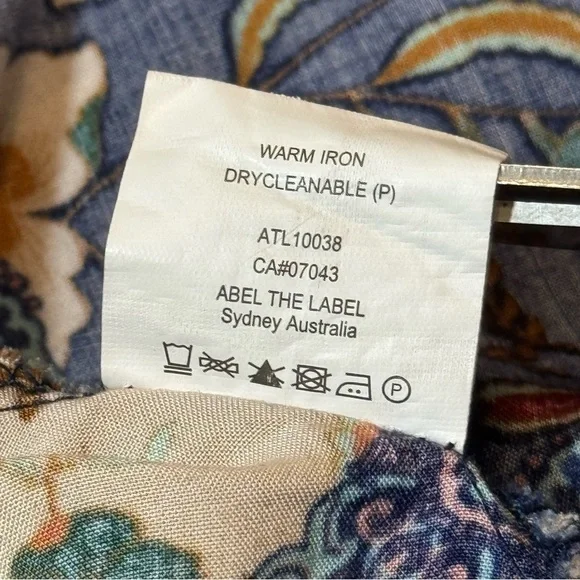 WARM IRON
DRYCLEANABLE (P)
ATL10038
CA#07043
ABEL THE LABEL
Sydney Australia
P